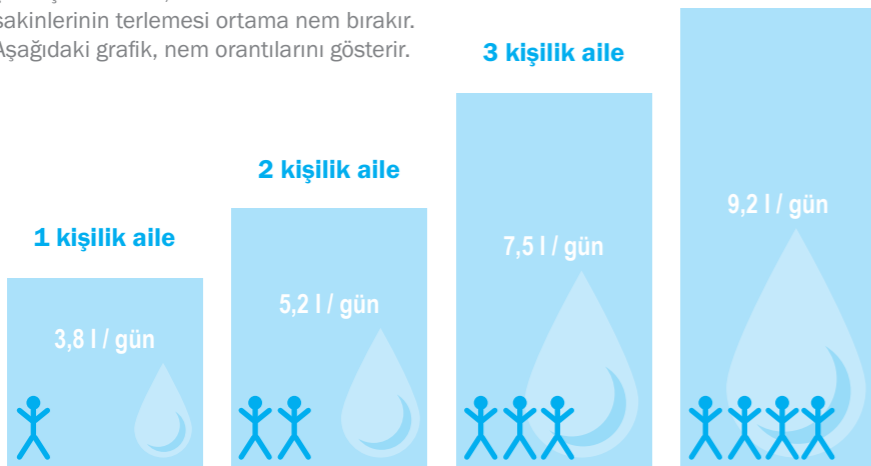 sakinlerinin terlemesi ortama nem bırakır.
Aşağıdaki grafik, nem orantılarını gösterir.
3 kişilik aile
2 kişilik aile
1 kişilik aile
9,2 l / gün
7,5 l / gün
5,2 l / gün
3,8 l / gün